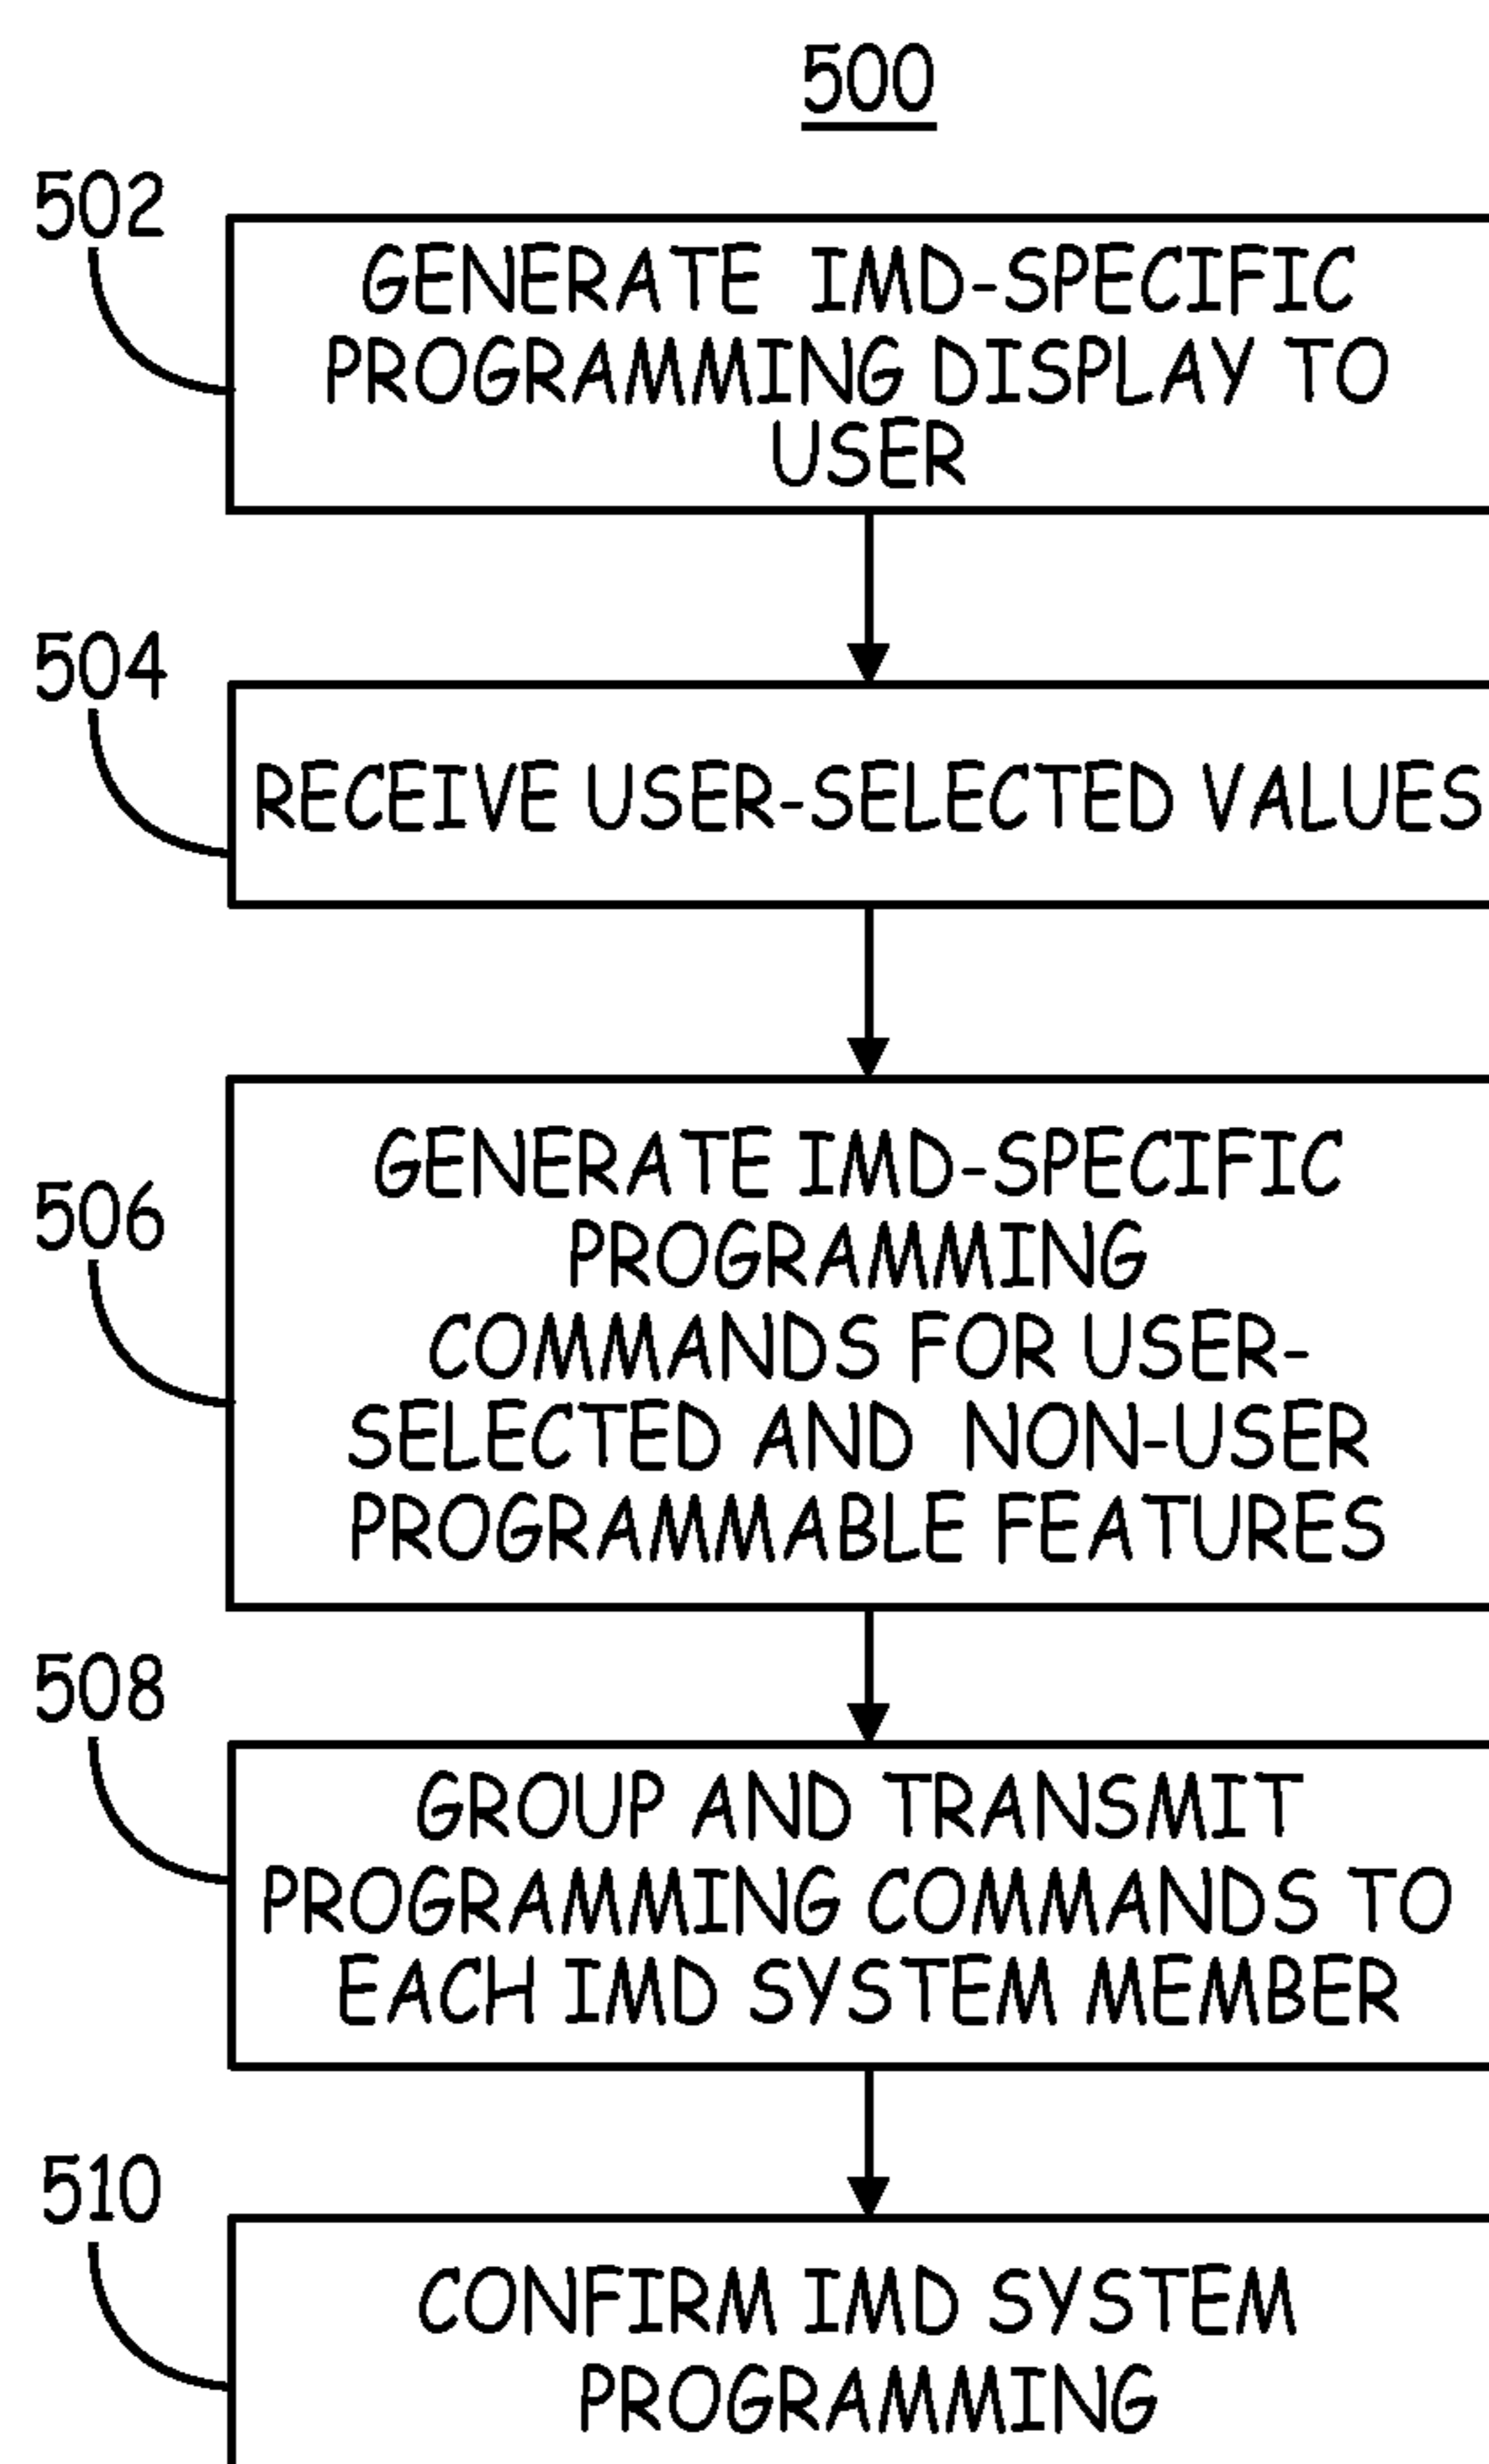 500
502
GENERATE IMD-SPECIFIC
PROGRAMMING DISPLAY TO
USER
504
RECEIVE USER-SELECTED VALUES
506
GENERATE IMD-SPECIFIC
PROGRAMMING
COMMANDS FOR USER-
SELECTED AND NON-USER
PROGRAMMABLE FEATURES
508
GROUP AND TRANSMIT
PROGRAMMING COMMANDS TO
EACH IMD SYSTEM MEMBER
510
CONFIRM IMD SYSTEM
PROGRAMMING